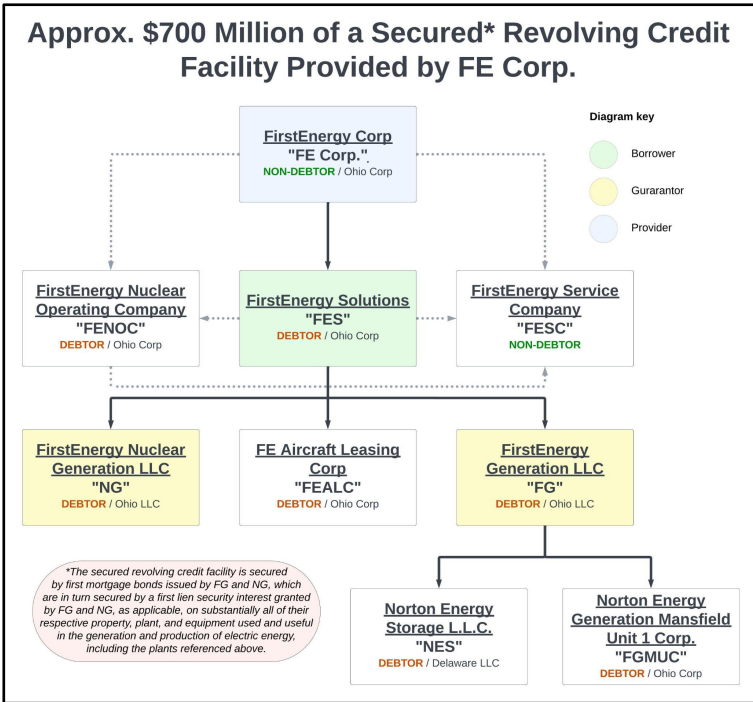 Approx. $700 Million of a Secured* Revolving Credit
Facility Provided by FE Corp.
Diagram key
Borrower
Gurarantor
Provider
FirstEnergy Corp
"FE Corp."
NON-DEBTOR / Ohio Corp
FirstEnergy Nuclear
Operating Company
"FENOC"
DEBTOR / Ohio Corp
FirstEnergy Solutions
"FES"
DEBTOR / Ohio Corp
FirstEnergy Service
Company
"FESC"
NON-DEBTOR
FirstEnergy Nuclear
Generation LLC
"NG"
DEBTOR / Ohio LLC
FE Aircraft Leasing
Corp
"FEALC"
DEBTOR / Ohio Corp
FirstEnergy
Generation LLC
"FG"
DEBTOR / Ohio LLC
*The secured revolving credit facility is secured
by first mortgage bonds issued by FG and NG, which
are in turn secured by a first lien security interest granted
by FG and NG, as applicable, on substantially all of their
respective property, plant, and equipment used and useful
in the generation and production of electric energy,
including the plants referenced above.
Norton Energy
Storage L.L.C.
"NES"
DEBTOR / Delaware LLC
Norton Energy
Generation Mansfield
Unit 1 Corp.
"FGMUC"
DEBTOR / Ohio Corp